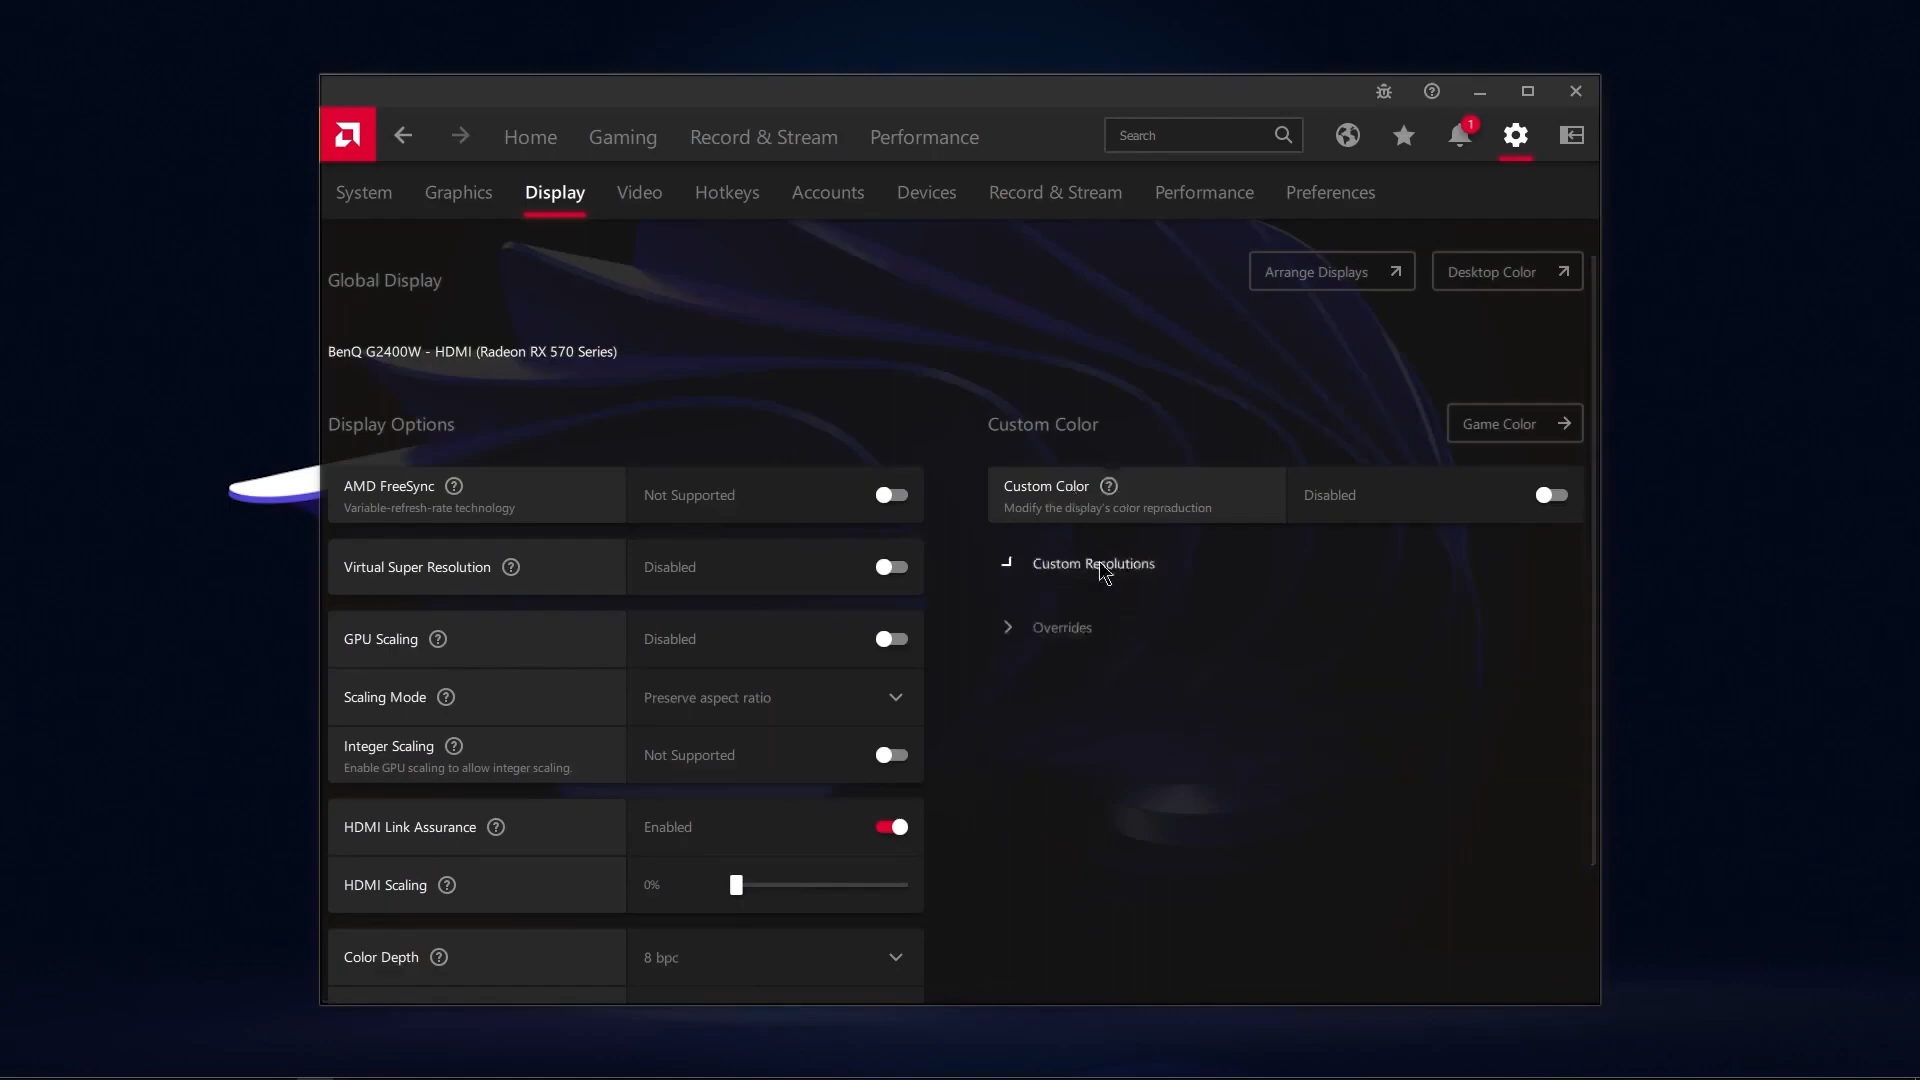 Home
Gaming
Record & Stream
Performance
Search
1
System
Graphics
Display
Video
Hotkeys
Accounts
Devices
Record & Stream
Performance
Preferences
Global Display
Arrange Displays
Desktop Color
BenQ G2400W - HDMI (Radeon RX 570 Series)
Display Options
AMD FreeSync
Variable-refresh-rate technology
Not Supported
Virtual Super Resolution
Disabled
GPU Scaling
Disabled
Scaling Mode
Preserve aspect ratio
Integer Scaling
Enable GPU scaling to allow integer scaling.
Not Supported
HDMI Link Assurance
Enabled
HDMI Scaling
0%
Color Depth
8 bpc
Custom Color
Game Color
Custom Color
Modify the display's color reproduction
Disabled
Custom Resolutions
Overrides